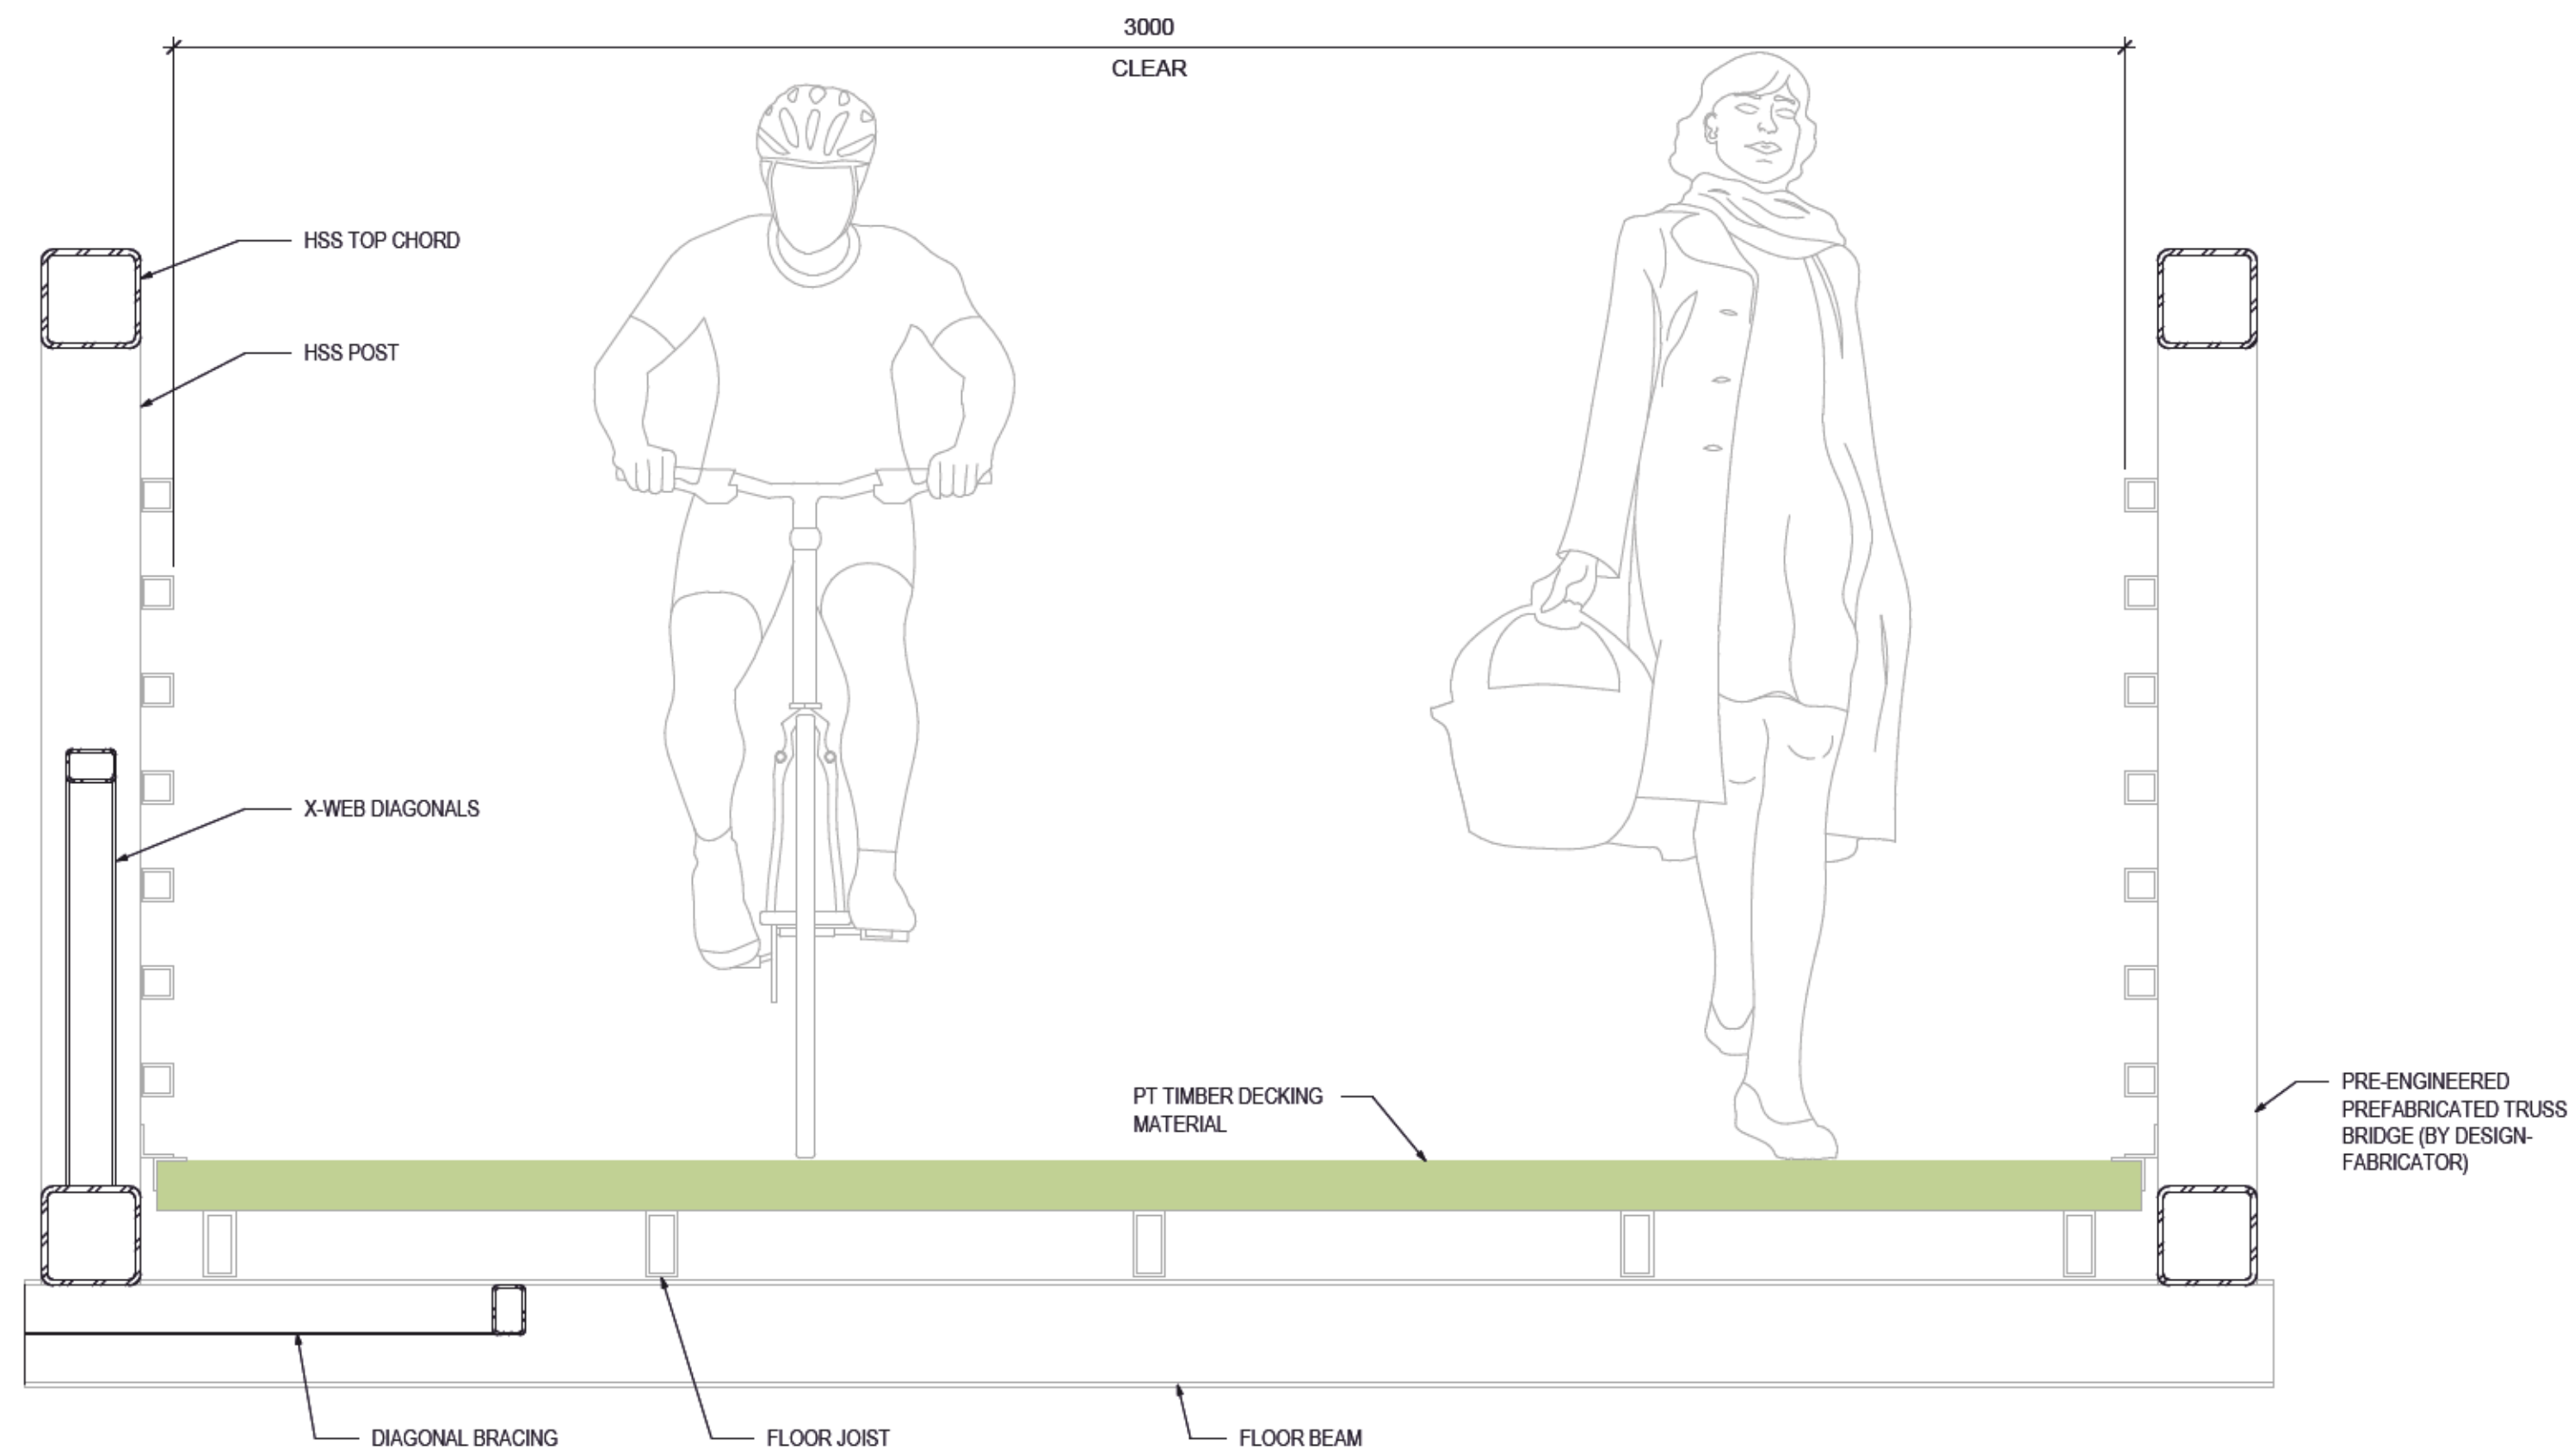 3000
CLEAR
HSS TOP CHORD
HSS POST
X-WEB DIAGONALS
PT TIMBER DECKING
MATERIAL
PRE-ENGINEERED
PREFABRICATED TRUSS
BRIDGE (BY DESIGN-
FABRICATOR)
DIAGONAL BRACING
FLOOR JOIST
FLOOR BEAM